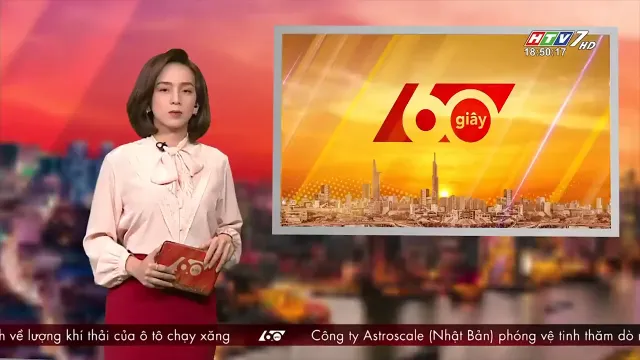 HTV7 HD
18:50:17
60 giây
60
h về lượng khí thải của ô tô chạy xăng 60 Công ty Astroscale (Nhật Bản) phóng vệ tinh thăm dò